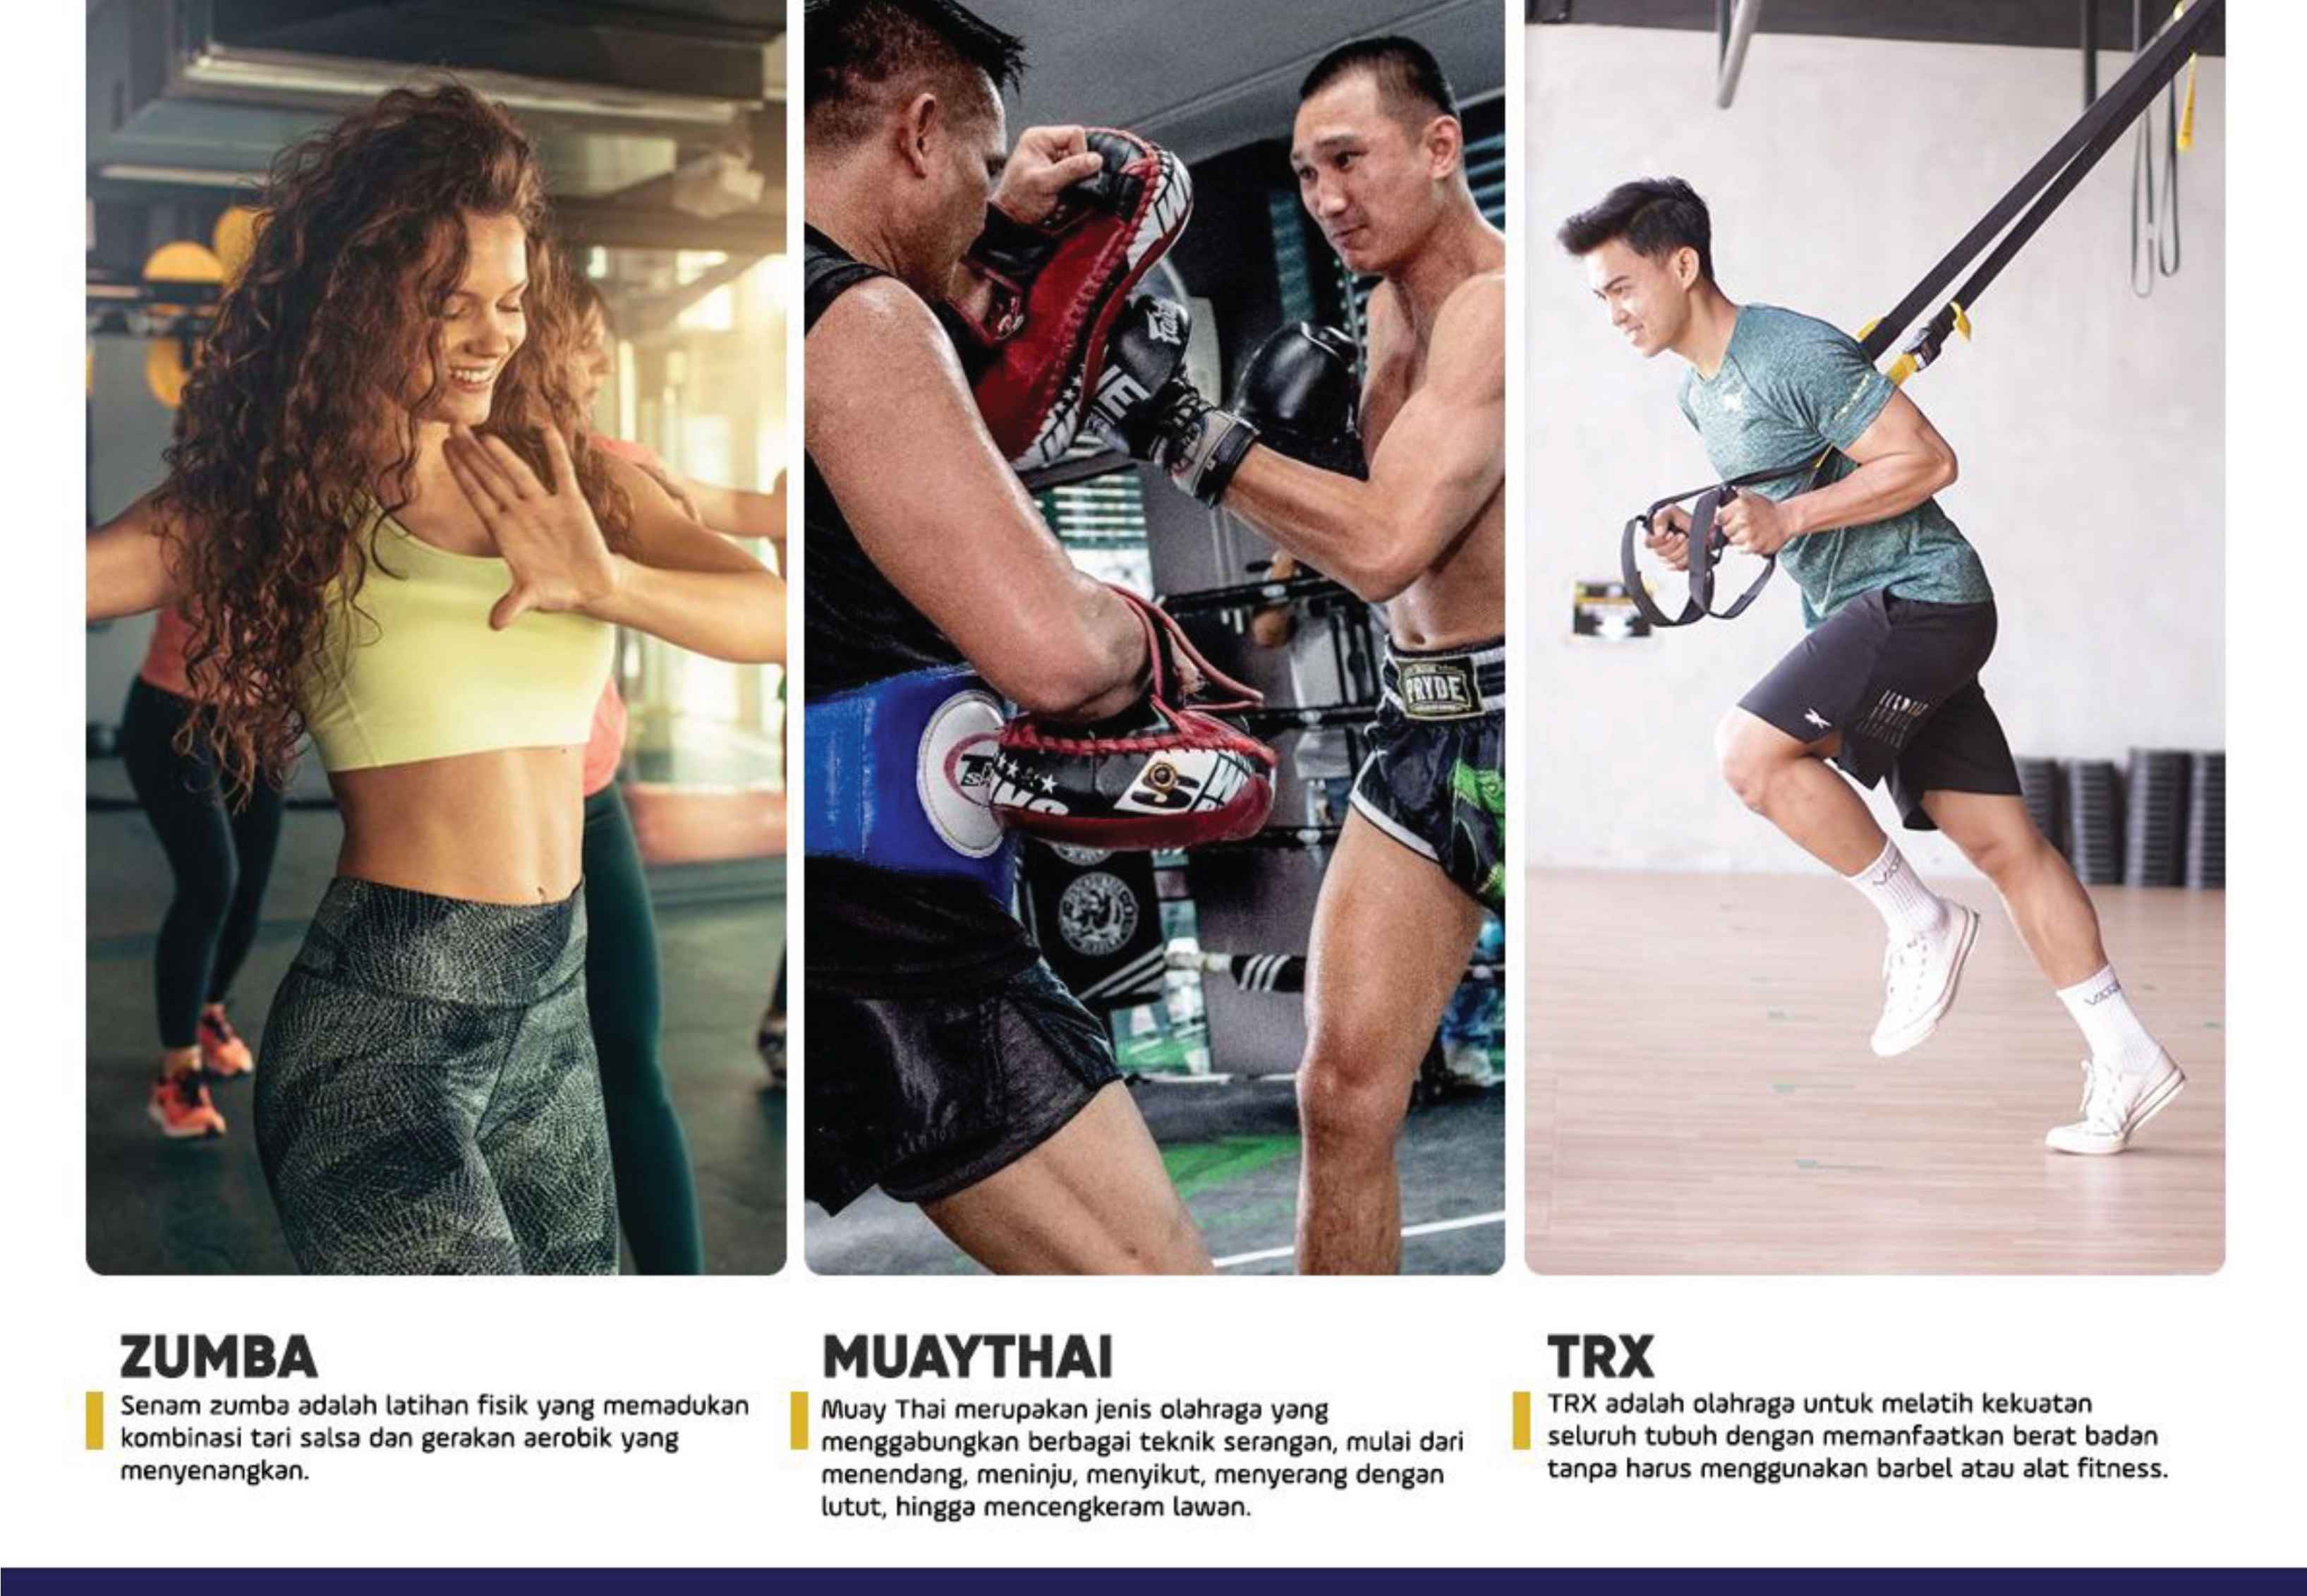 PRYDE
ZUMBA
Senam zumba adalah latihan fisik yang memadukan
kombinasi tari salsa dan gerakan aerobik yang
menyenangkan.
MUAYTHAI
Muay Thai merupakan jenis olahraga yang
menggabungkan berbagai teknik serangan, mulai dari
menendang, meninju, menyikut, menyerang dengan
lutut, hingga mencengkeram lawan.
TRX
TRX adalah olahraga untuk melatih kekuatan
seluruh tubuh dengan memanfaatkan berat badan
tanpa harus menggunakan barbel atau alat fitness.